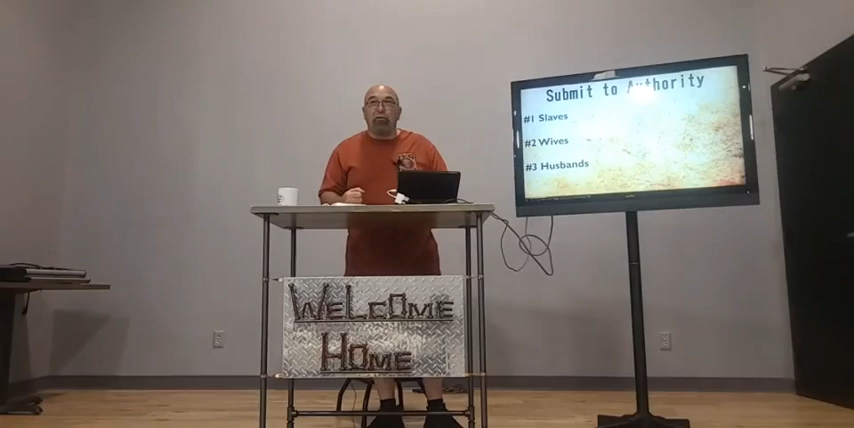 Submit to Authority
#1 Slaves
#2 Wives
#3 Husbands
WELCOME
HOME